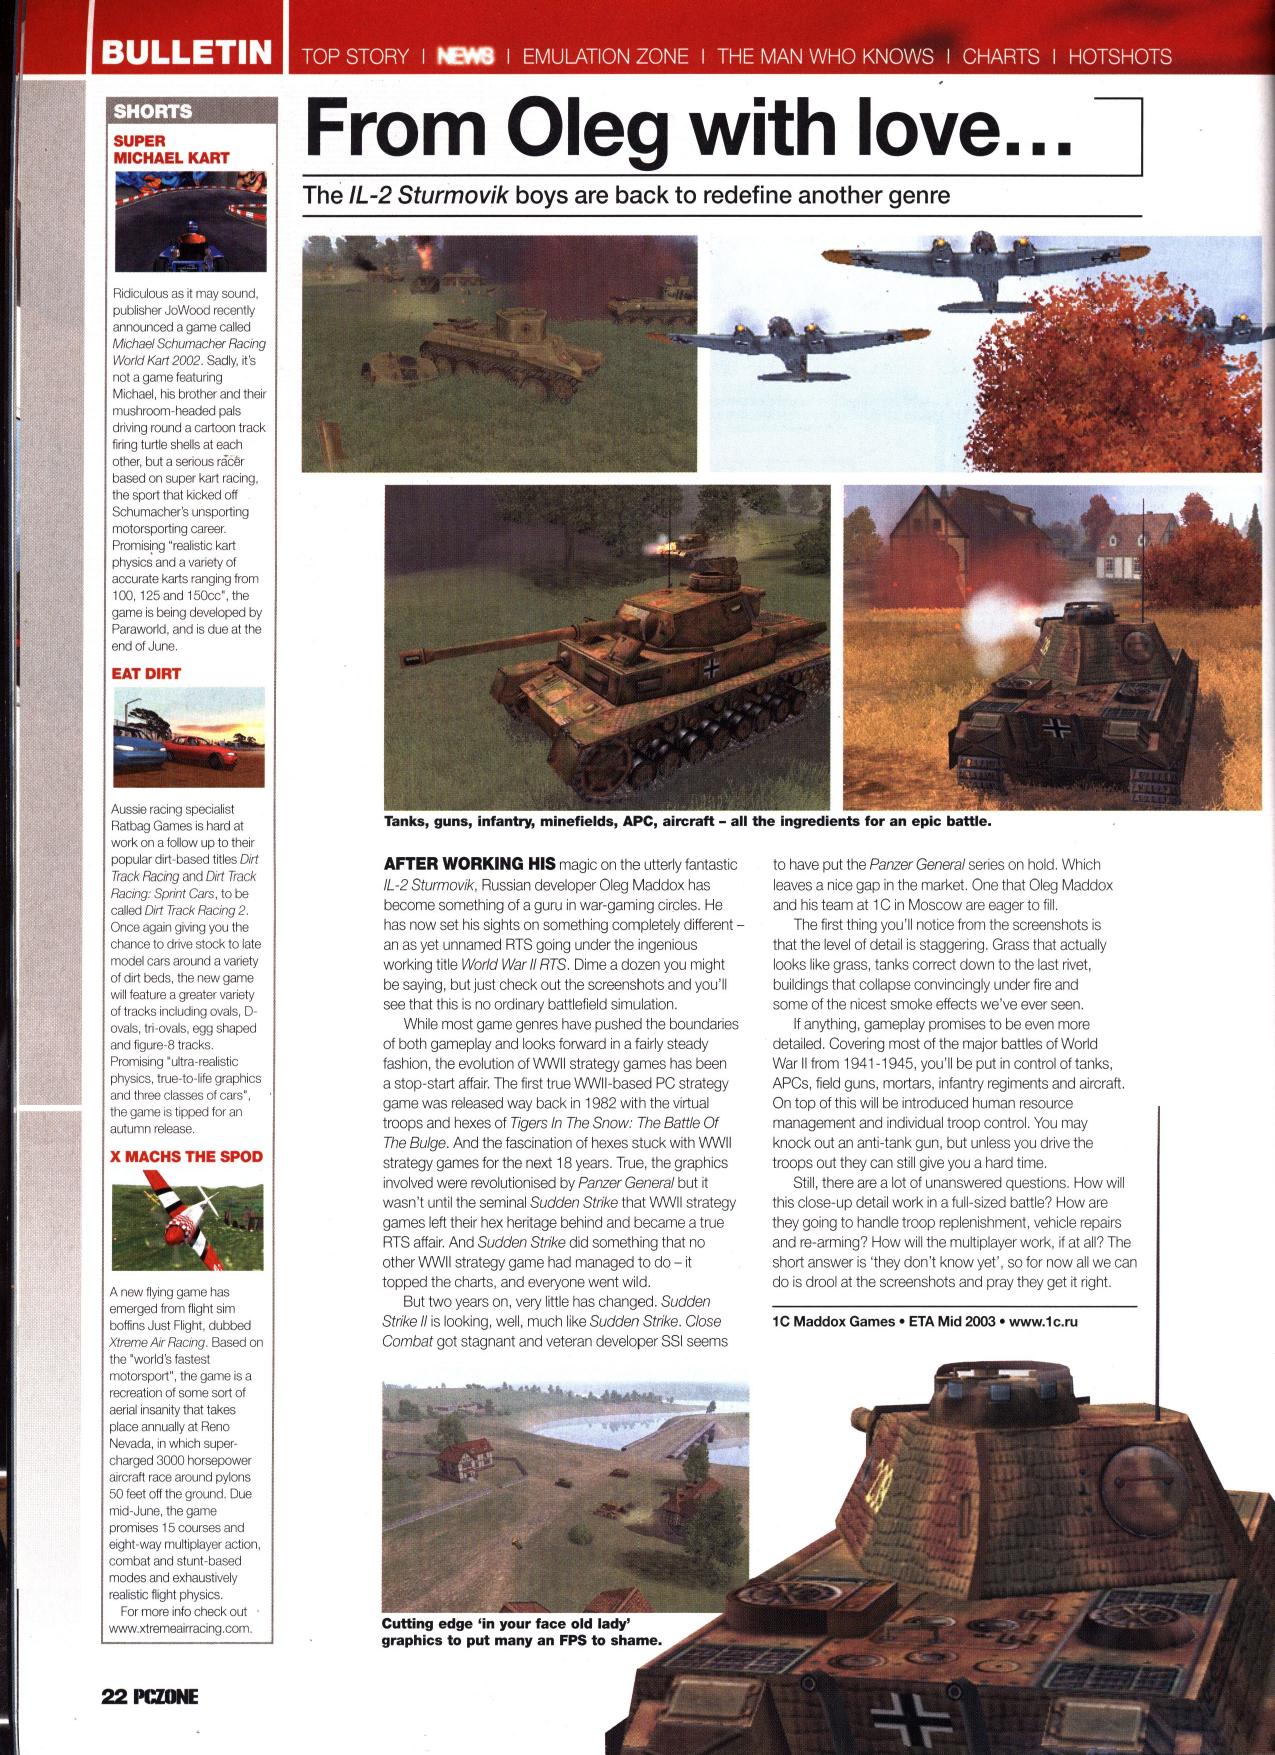 BULLETIN
TOP STORY | NEWS | EMULATION ZONE | THE MAN WHO KNOWS | CHARTS | HOTSHOTS
SHORTS
SUPER
MICHAEL KART
Ridiculous as it may sound,
publisher JoWood recently
announced a game called
Michael Schumacher Racing
World Kart 2002. Sadly, it's
not a game featuring
Michael, his brother and their
mushroom-headed pals
driving round a cartoon track
firing turtle shells at each
other, but a serious racer
based on super kart racing,
the sport that kicked off
Schumacher's unsporting
motorsporting career.
Promising "realistic kart
physics and a variety of
accurate karts ranging from
100, 125 and 150cc", the
game is being developed by
Paraworld, and is due at the
end of June.
EAT DIRT
Aussie racing specialist
Ratbag Games is hard at
work on a follow up to their
popular dirt-based titles Dirt
Track Racing and Dirt Track
Racing: Sprint Cars, to be
called Dirt Track Racing 2.
Once again giving you the
chance to drive stock to late
model cars around a variety
of dirt beds, the new game
will feature a greater variety
of tracks including ovals, D-
ovals, tri-ovals, egg shaped
and figure-8 tracks.
Promising "ultra-realistic
physics, true-to-life graphics
and three classes of cars",
the game is tipped for an
autumn release.
X MACHS THE SPOD
A new flying game has
emerged from flight sim
boffins Just Flight, dubbed
Xtreme Air Racing. Based on
the "world's fastest
motorsport", the game is a
recreation of some sort of
aerial insanity that takes
place annually at Reno
Nevada, in which super-
charged 3000 horsepower
aircraft race around pylons
50 feet off the ground. Due
mid-June, the game
promises 15 courses and
eight-way multiplayer action,
combat and stunt-based
modes and exhaustively
realistic flight physics.
For more info check out
www.xtremeairracing.com.
From Oleg with love...
The IL-2 Sturmovik boys are back to redefine another genre
Tanks, guns, infantry, minefields, APC, aircraft – all the ingredients for an epic battle.
AFTER WORKING HIS magic on the utterly fantastic
IL-2 Sturmovik, Russian developer Oleg Maddox has
become something of a guru in war-gaming circles. He
has now set his sights on something completely different –
an as yet unnamed RTS going under the ingenious
working title World War II RTS. Dime a dozen you might
be saying, but just check out the screenshots and you'll
see that this is no ordinary battlefield simulation.
While most game genres have pushed the boundaries
of both gameplay and looks forward in a fairly steady
fashion, the evolution of WWII strategy games has been
a stop-start affair. The first true WWII-based PC strategy
game was released way back in 1982 with the virtual
troops and hexes of Tigers In The Snow: The Battle Of
The Bulge. And the fascination of hexes stuck with WWII
strategy games for the next 18 years. True, the graphics
involved were revolutionised by Panzer General but it
wasn't until the seminal Sudden Strike that WWII strategy
games left their hex heritage behind and became a true
RTS affair. And Sudden Strike did something that no
other WWII strategy game had managed to do – it
topped the charts, and everyone went wild.
But two years on, very little has changed. Sudden
Strike II is looking, well, much like Sudden Strike. Close
Combat got stagnant and veteran developer SSI seems
to have put the Panzer General series on hold. Which
leaves a nice gap in the market. One that Oleg Maddox
and his team at 1C in Moscow are eager to fill.
The first thing you'll notice from the screenshots is
that the level of detail is staggering. Grass that actually
looks like grass, tanks correct down to the last rivet,
buildings that collapse convincingly under fire and
some of the nicest smoke effects we've ever seen.
If anything, gameplay promises to be even more
detailed. Covering most of the major battles of World
War II from 1941-1945, you'll be put in control of tanks,
APCs, field guns, mortars, infantry regiments and aircraft.
On top of this will be introduced human resource
management and individual troop control. You may
knock out an anti-tank gun, but unless you drive the
troops out they can still give you a hard time.
Still, there are a lot of unanswered questions. How will
this close-up detail work in a full-sized battle? How are
they going to handle troop replenishment, vehicle repairs
and re-arming? How will the multiplayer work, if at all? The
short answer is 'they don't know yet', so for now all we can
do is drool at the screenshots and pray they get it right.
1C Maddox Games • ETA Mid 2003 • www.1c.ru
Cutting edge 'in your face old lady'
graphics to put many an FPS to shame.
22 PCZONE